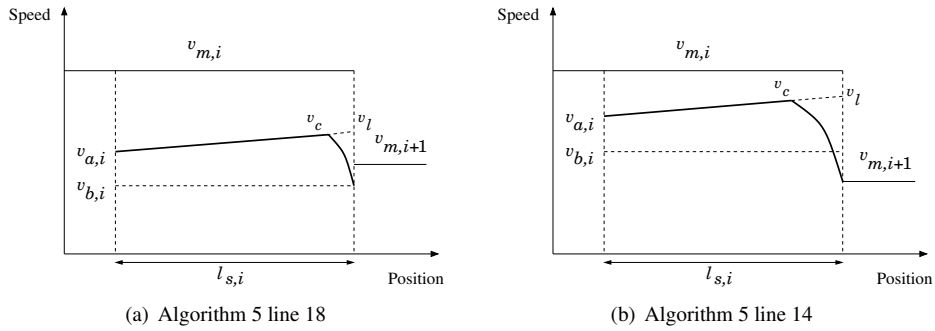 Speed
v_{m,i}
v_c
v_l
v_{a,i}
v_{m,i+1}
v_{b,i}
l_{s,i}
Position
(a) Algorithm 5 line 18
Speed
v_{m,i}
v_c
v_l
v_{a,i}
v_{b,i}
v_{m,i+1}
l_{s,i}
Position
(b) Algorithm 5 line 14